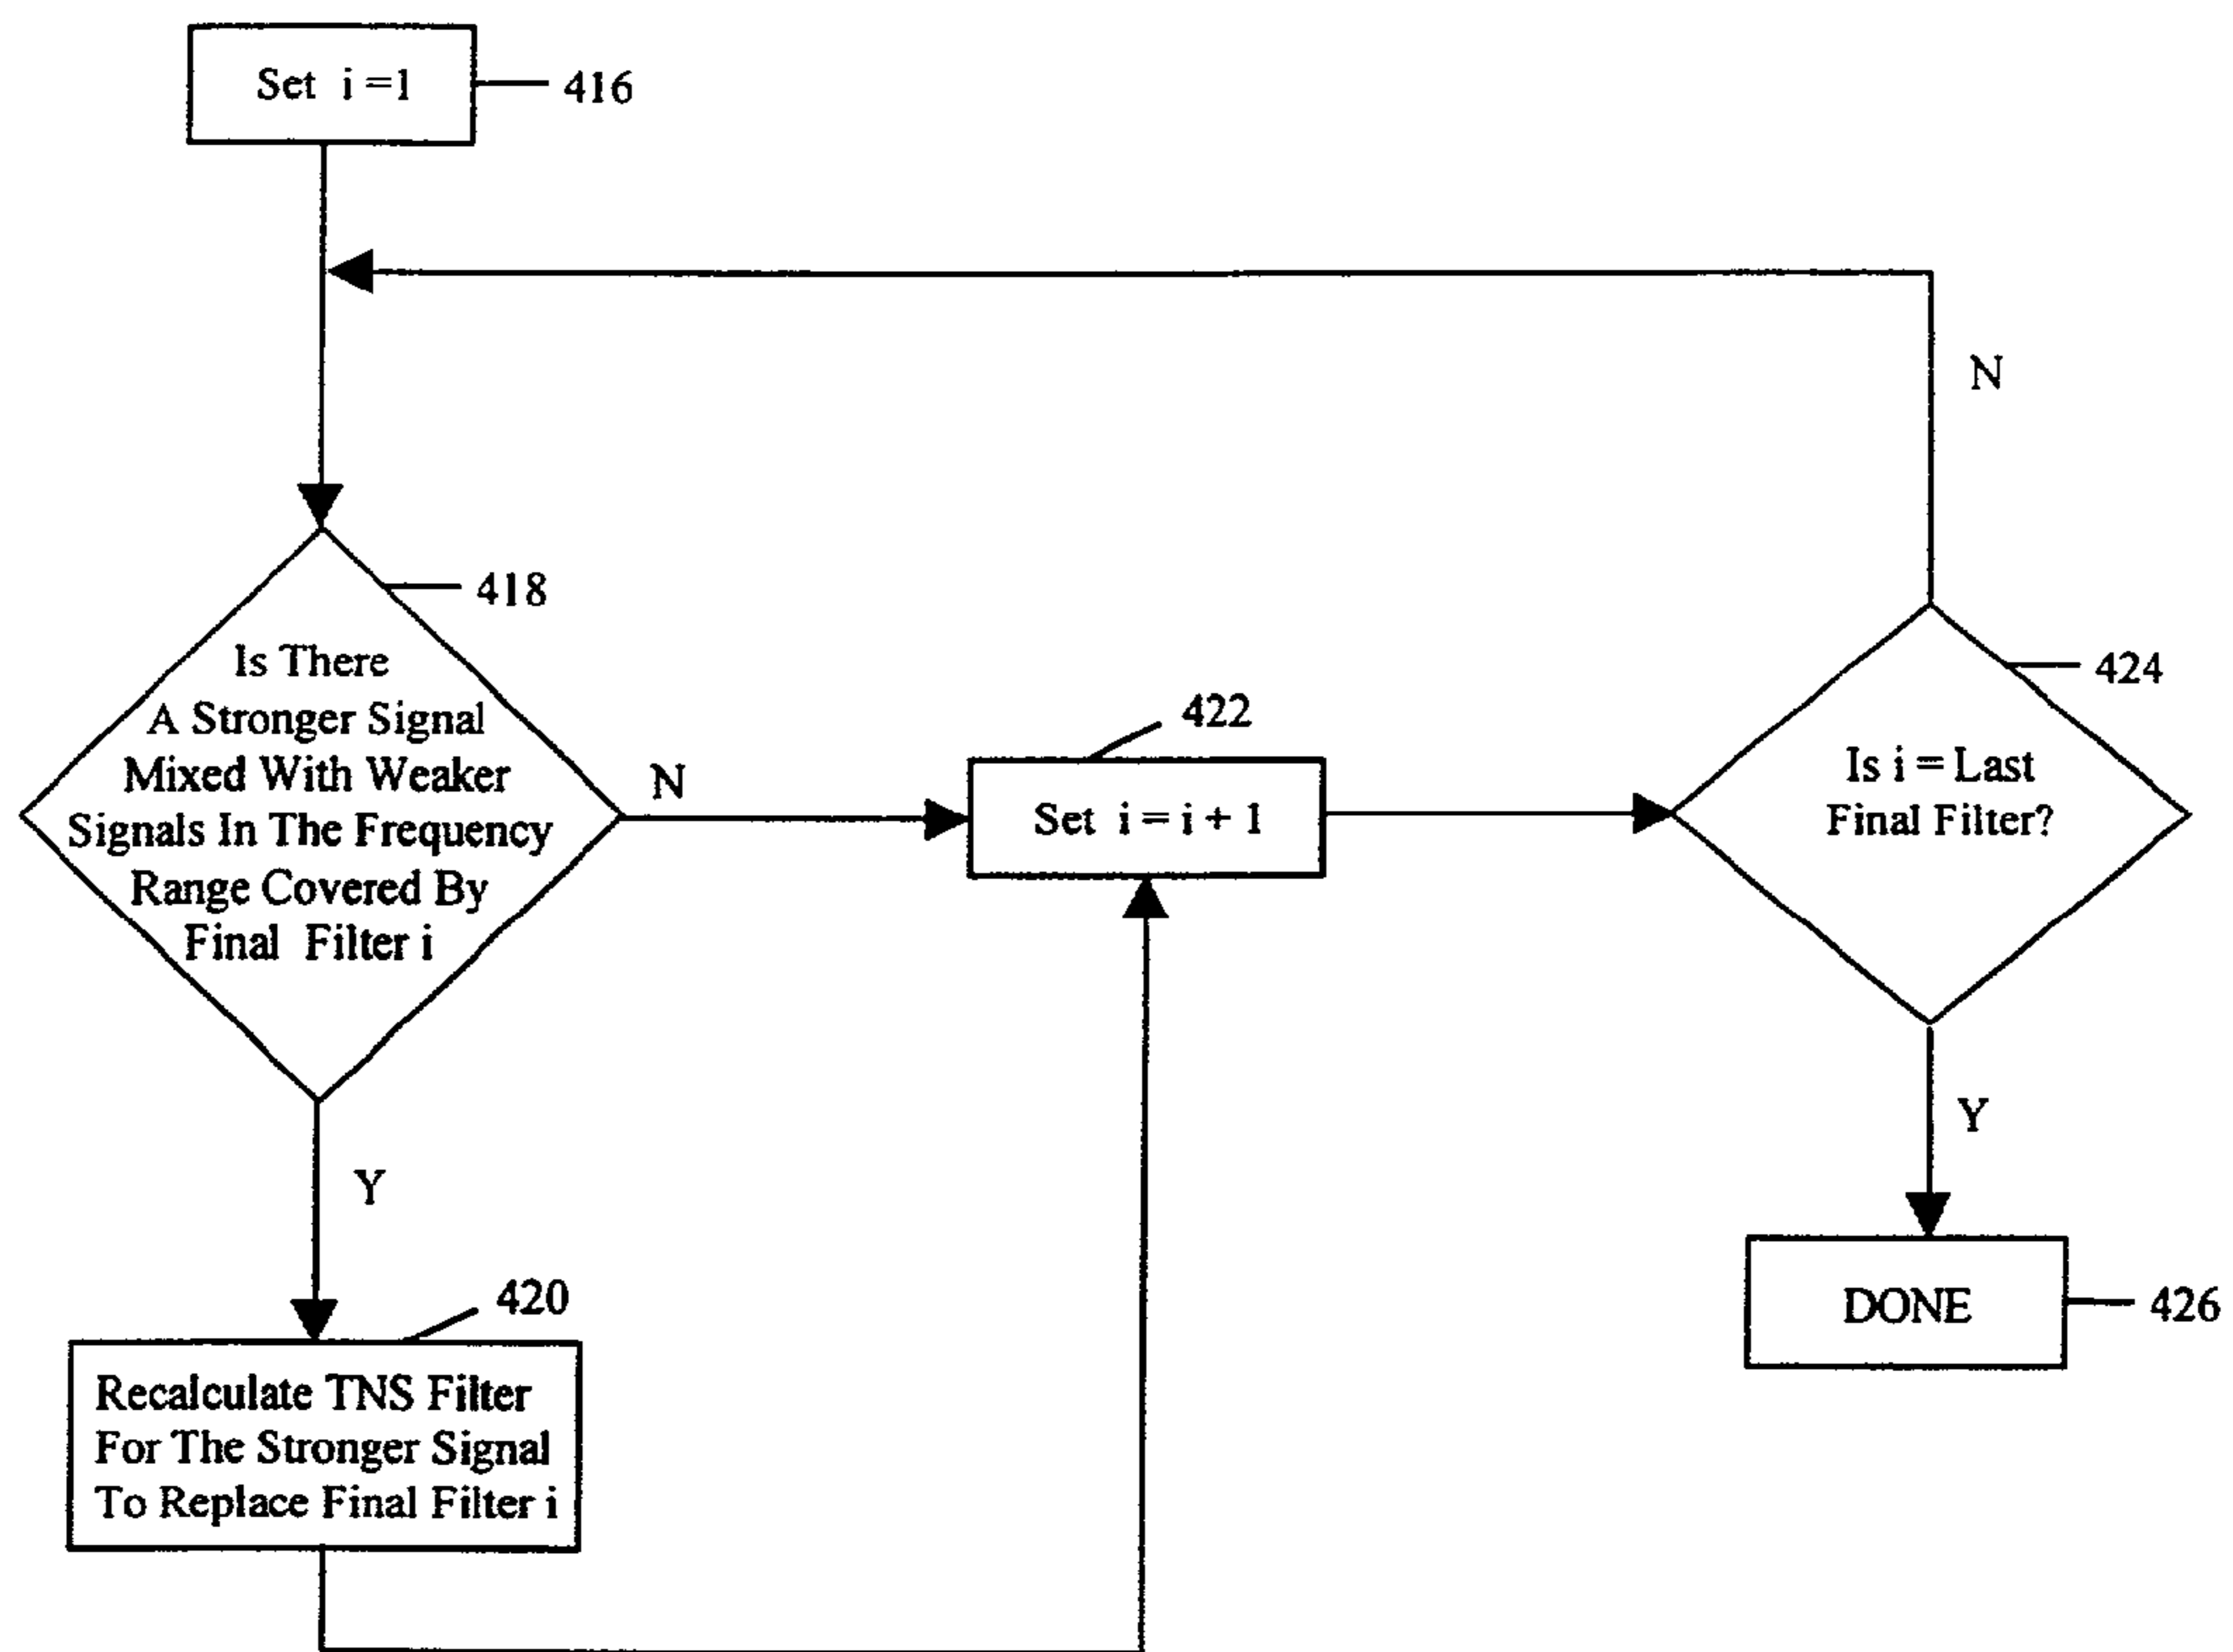 Set i =1
416
N
418
Is There
A Stronger Signal
Mixed With Weaker
Signals In The Frequency
Range Covered By
Final Filter i
N
422
Set i = i + 1
424
Is i = Last
Final Filter?
Y
Y
420
Recalculate TNS Filter
For The Stronger Signal
To Replace Final Filter i
DONE
426